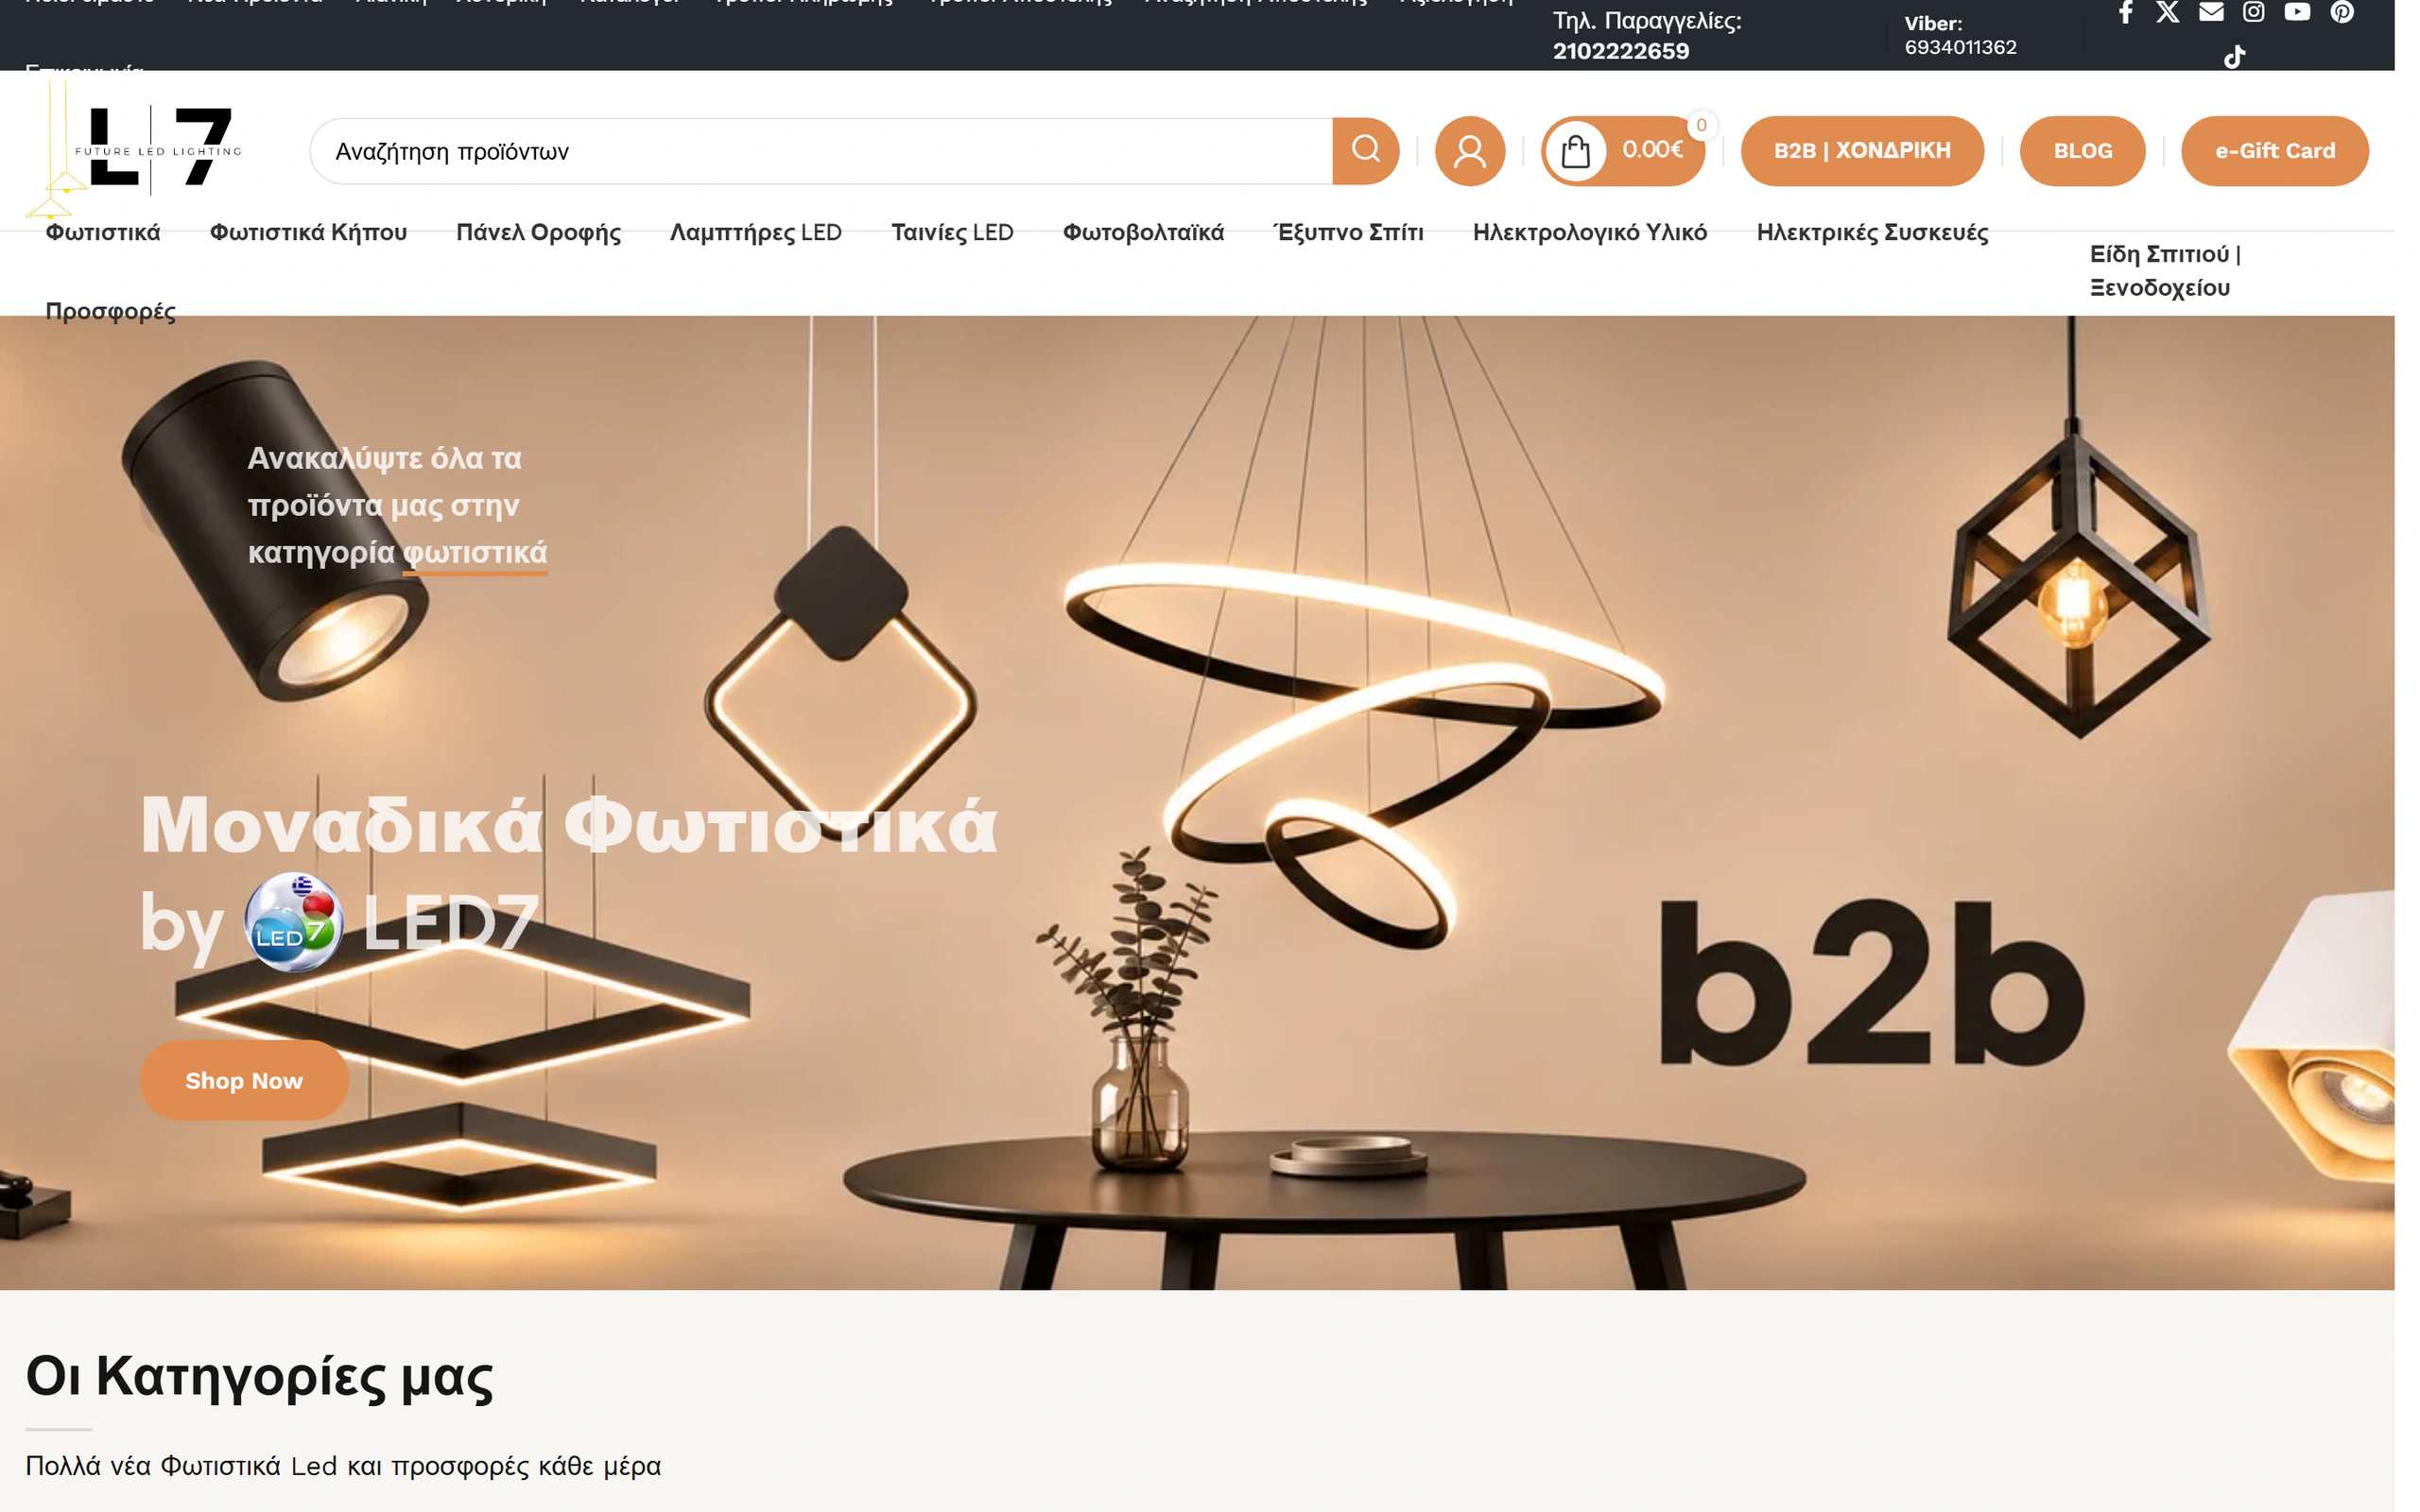 Τηλ. Παραγγελίες:
2102222659
Viber:
6934011362
L 7
FUTURE LED LIGHTING
Αναζήτηση προϊόντων
0.00€
0
B2B | ΧΟΝΔΡΙΚΗ
BLOG
e-Gift Card
Φωτιστικά Φωτιστικά Κήπου Πάνελ Οροφής Λαμπτήρες LED Ταινίες LED Φωτοβολταϊκά Έξυπνο Σπίτι Ηλεκτρολογικό Υλικό Ηλεκτρικές Συσκευές
Είδη Σπιτιού |
Ξενοδοχείου
Προσφορές
Ανακαλύψτε όλα τα
προϊόντα μας στην
κατηγορία φωτιστικά
Μοναδικά Φωτιστικά
by LED7 LED7
b2b
Shop Now
Οι Κατηγορίες μας
Πολλά νέα Φωτιστικά Led και προσφορές κάθε μέρα